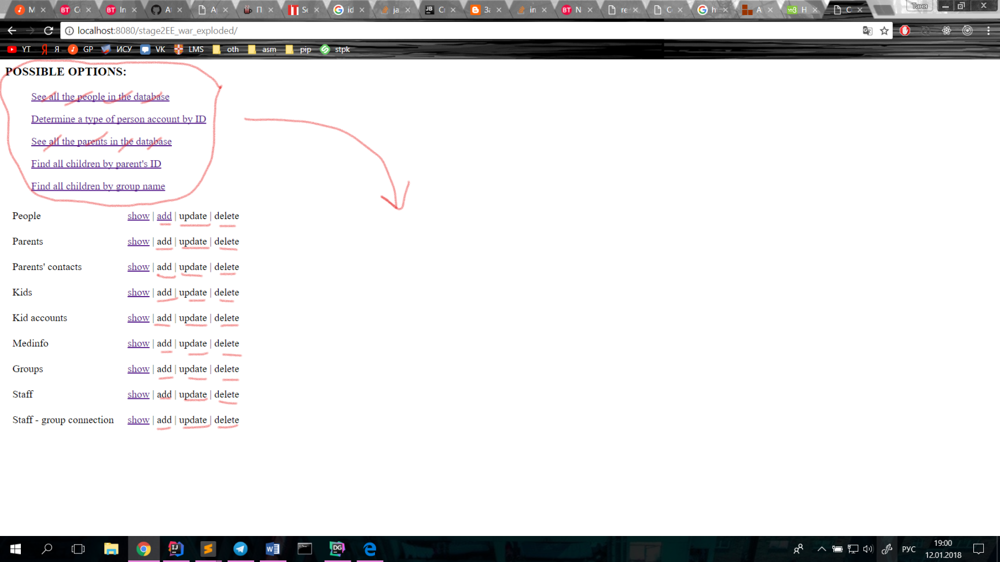 M
Co
In
A
П
Se
id
ja
JB
C
За
in
BT N
re
C
h
A
w3 H
C
Таня
localhost:8080/stage2EE_war_exploded/
YT Я GP ИСУ VK LMS oth asm pip stpk
POSSIBLE OPTIONS:
See all the people in the database
Determine a type of person account by ID
See all the parents in the database
Find all children by parent's ID
Find all children by group name
People show | add | update | delete
Parents show | add | update | delete
Parents' contacts show | add | update | delete
Kids show | add | update | delete
Kid accounts show | add | update | delete
Medinfo show | add | update | delete
Groups show | add | update | delete
Staff show | add | update | delete
Staff - group connection show | add | update | delete
РУС
19:00
12.01.2018